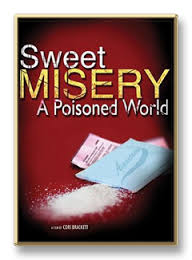 Sweet
MISERY
A Poisoned World
A FILM BY CORI BRACKETT